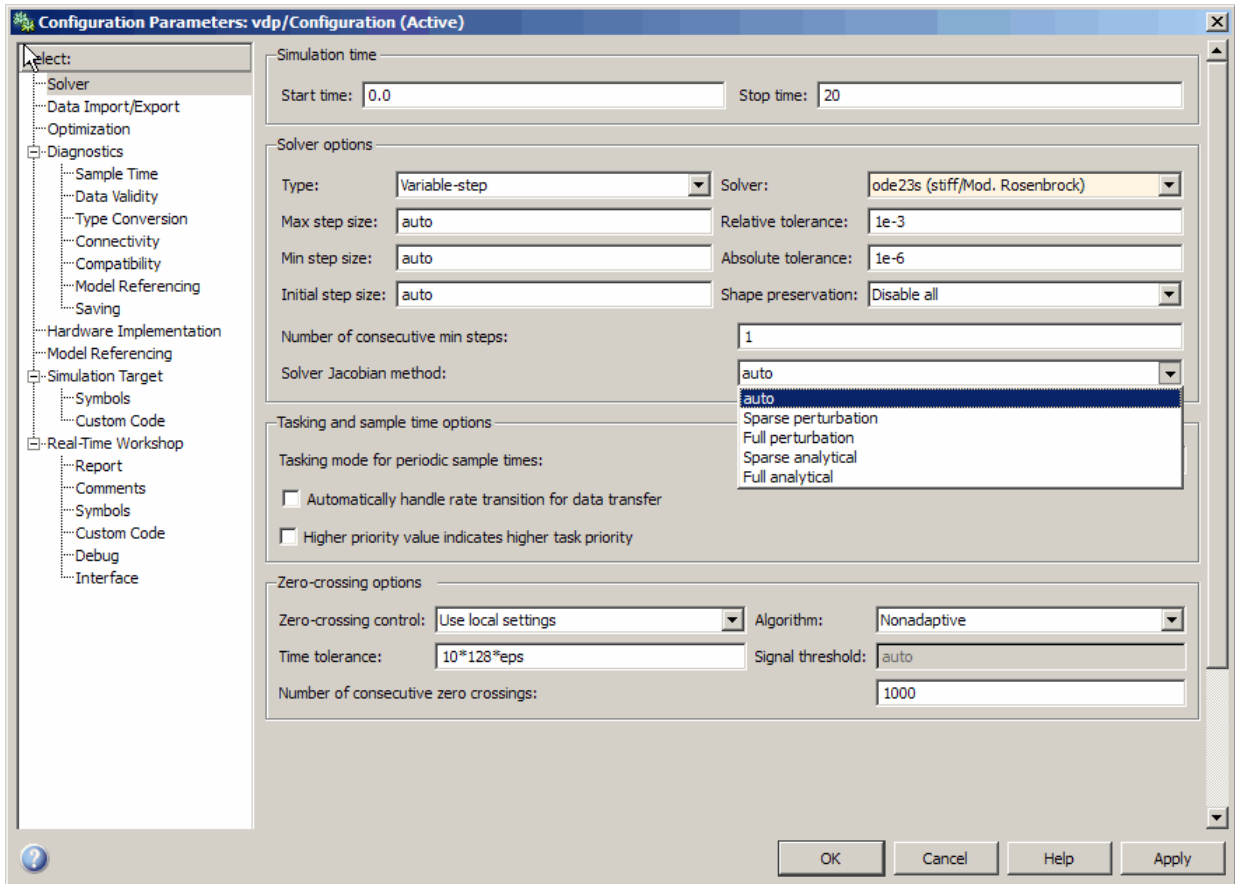 Configuration Parameters: vdp/Configuration (Active)
elect:
Solver
Data Import/Export
Optimization
Diagnostics
Sample Time
Data Validity
Type Conversion
Connectivity
Compatibility
Model Referencing
Saving
Hardware Implementation
Model Referencing
Simulation Target
Symbols
Custom Code
Real-Time Workshop
Report
Comments
Symbols
Custom Code
Debug
Interface
Simulation time
Start time: 0.0 Stop time: 20
Solver options
Type: Variable-step Solver: ode23s (stiff/Mod. Rosenbrock)
Max step size: auto Relative tolerance: 1e-3
Min step size: auto Absolute tolerance: 1e-6
Initial step size: auto Shape preservation: Disable all
Number of consecutive min steps: 1
Solver Jacobian method: auto
auto
Sparse perturbation
Full perturbation
Sparse analytical
Full analytical
Tasking and sample time options
Tasking mode for periodic sample times:
Automatically handle rate transition for data transfer
Higher priority value indicates higher task priority
Zero-crossing options
Zero-crossing control: Use local settings Algorithm: Nonadaptive
Time tolerance: 10*128*eps Signal threshold: auto
Number of consecutive zero crossings: 1000
OK Cancel Help Apply